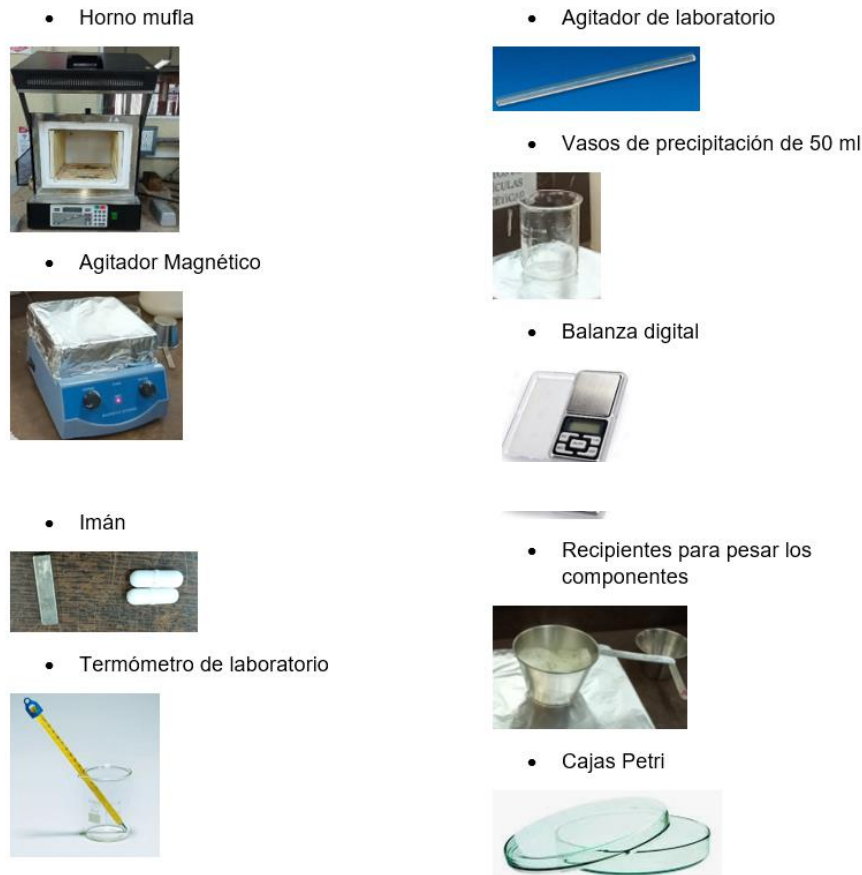 • Horno mufla
• Agitador Magnético
• Imán
• Termómetro de laboratorio
• Agitador de laboratorio
• Vasos de precipitación de 50 ml
• Balanza digital
• Recipientes para pesar los
componentes
• Cajas Petri